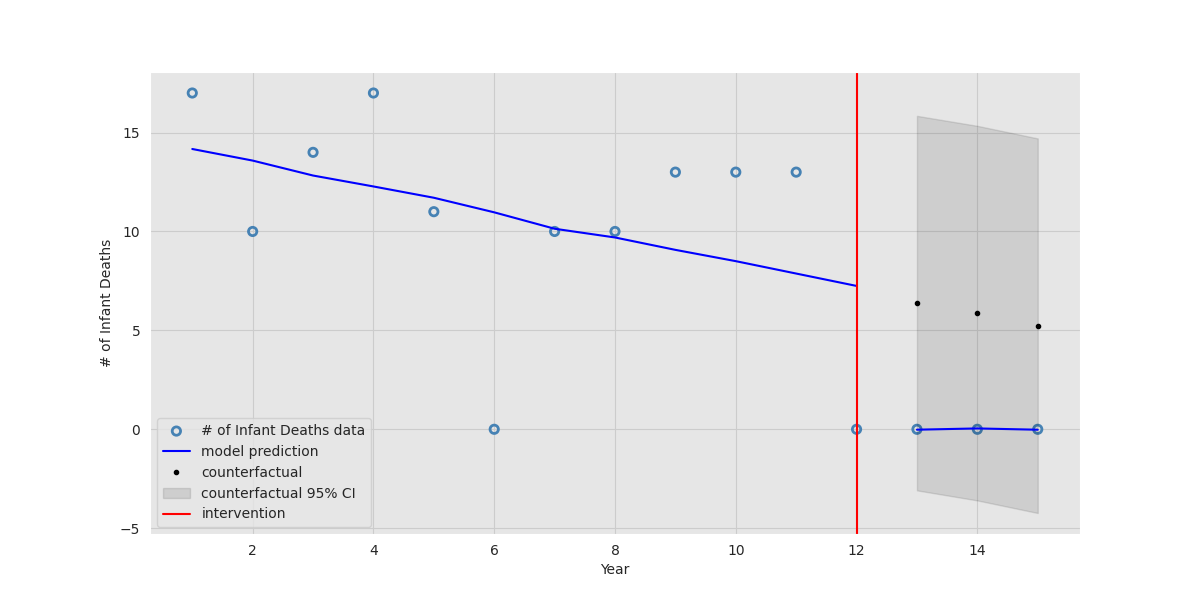 15
10
5
0
−5
# of Infant Deaths
# of Infant Deaths data
model prediction
counterfactual
counterfactual 95% CI
intervention
2
4
6
8
10
12
14
Year